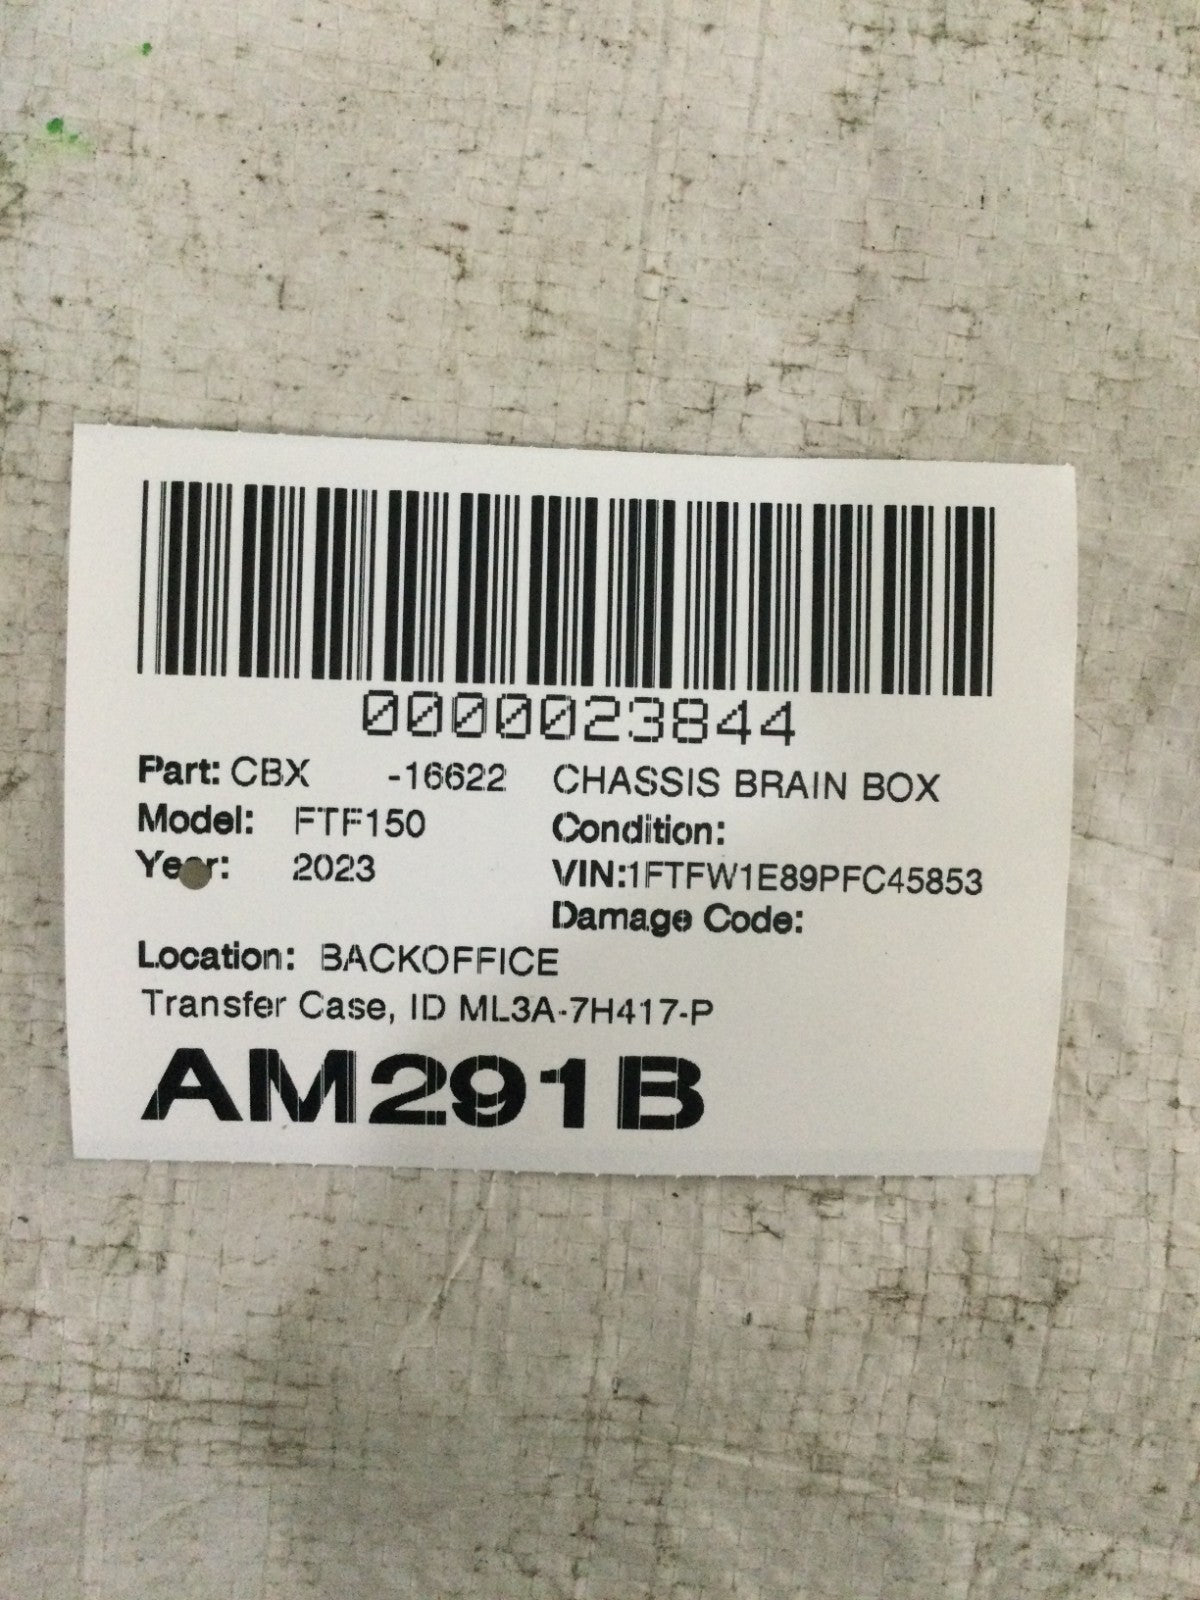 0000023844
Part: CBX -16622 CHASSIS BRAIN BOX
Model: FTF150 Condition:
Year: 2023 VIN:1FTFW1E89PFC45853
Damage Code:
Location: BACKOFFICE
Transfer Case, ID ML3A-7H417-P
AM291B